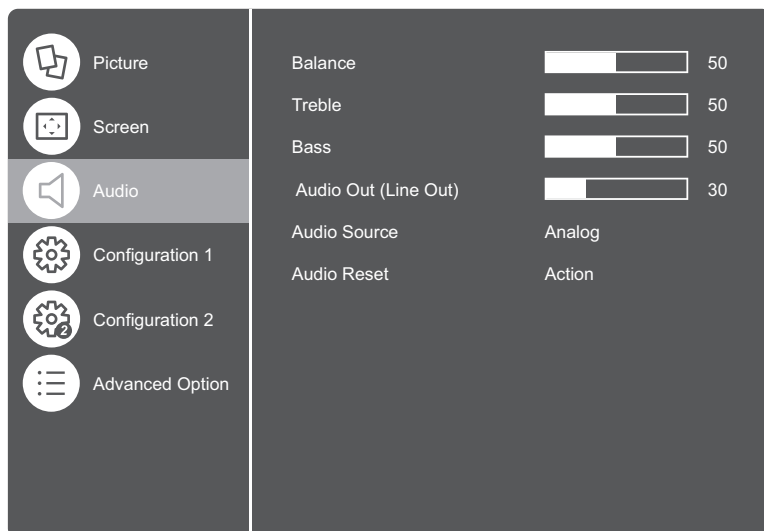 Picture
Screen
Audio
Configuration 1
Configuration 2
2
Advanced Option
Balance 50
Treble 50
Bass 50
Audio Out (Line Out) 30
Audio Source Analog
Audio Reset Action